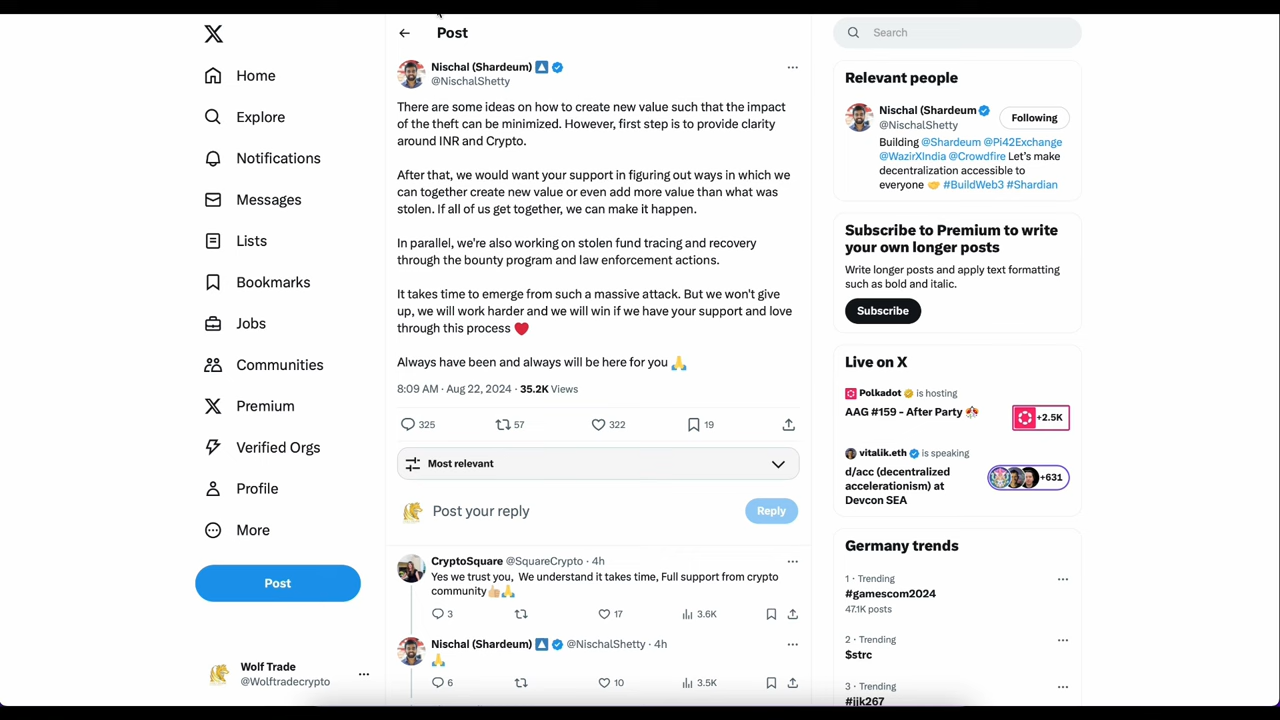 Home
Explore
Notifications
Messages
Lists
Bookmarks
Jobs
Communities
Premium
Verified Orgs
Profile
More
Post
Wolf Trade
@Wolftradecrypto
Post
Nischal (Shardeum)
@NischalShetty
There are some ideas on how to create new value such that the impact
of the theft can be minimized. However, first step is to provide clarity
around INR and Crypto.
After that, we would want your support in figuring out ways in which we
can together create new value or even add more value than what was
stolen. If all of us get together, we can make it happen.
In parallel, we're also working on stolen fund tracing and recovery
through the bounty program and law enforcement actions.
It takes time to emerge from such a massive attack. But we won't give
up, we will work harder and we will win if we have your support and love
through this process ❤️
Always have been and always will be here for you 🙏
8:09 AM · Aug 22, 2024 · 35.2K Views
325 57 322 19
Most relevant
Post your reply
Reply
CryptoSquare @SquareCrypto · 4h
Yes we trust you, We understand it takes time, Full support from crypto
community👍🙏
3 17 3.6K
Nischal (Shardeum) @NischalShetty · 4h
🙏
6 10 3.5K
Search
Relevant people
Nischal (Shardeum
@NischalShetty
Following
Building @Shardeum @Pi42Exchange
@WazirXIndia @Crowdfire Let's make
decentralization accessible to
everyone 🤝 #BuildWeb3 #Shardian
Subscribe to Premium to write
your own longer posts
Write longer posts and apply text formatting
such as bold and italic.
Subscribe
Live on X
Polkadot is hosting
AAG #159 - After Party 🪅
+2.5K
vitalik.eth is speaking
d/acc (decentralized
accelerationism) at
Devcon SEA
+631
Germany trends
1 · Trending
#gamescom2024
47.1K posts
2 · Trending
$strc
3 · Trending
#jjk267